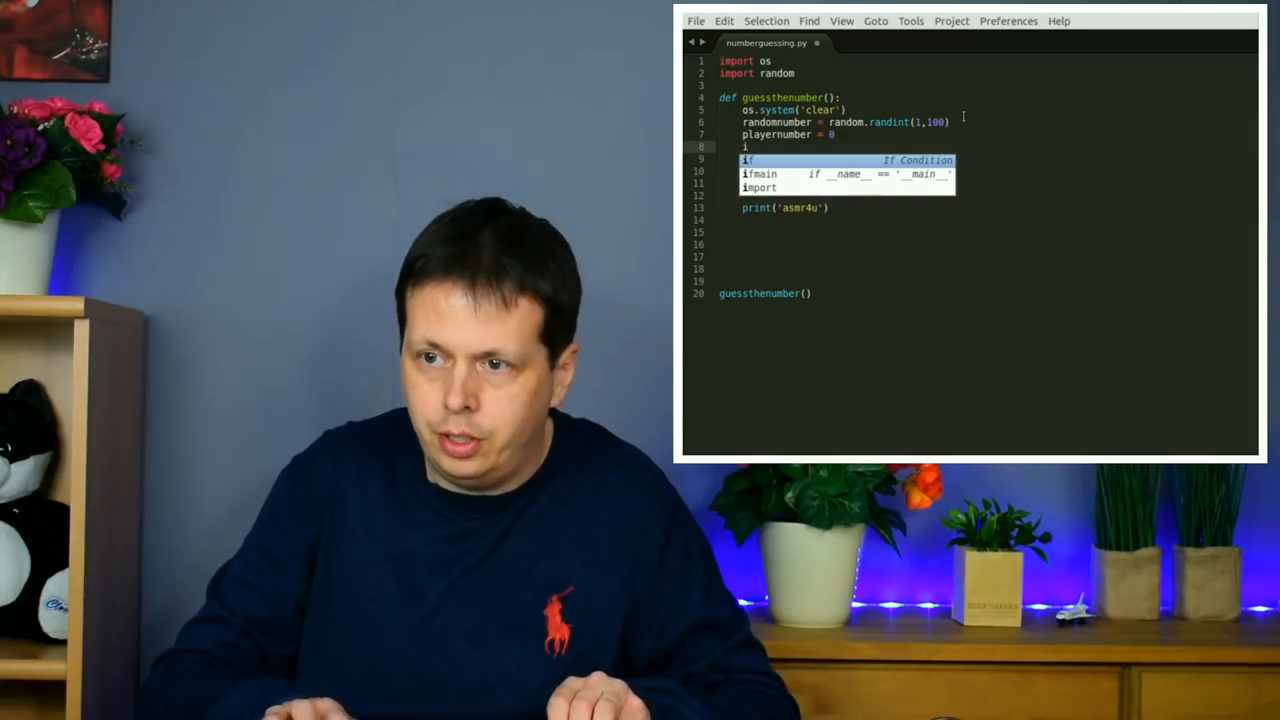 File Edit Selection Find View Goto Tools Project Preferences Help
numberguessing.py
1 import os
2 import random
3
4 def guessthenumber():
5 os.system('clear')
6 randomnumber = random.randint(1,100)
7 playernumber = 0
8 i
9 if If Condition
10 ifmain if __name__ == '__main__'
11 import
12
13 print('asmr4u')
14
15
16
17
18
19
20 guessthenumber()